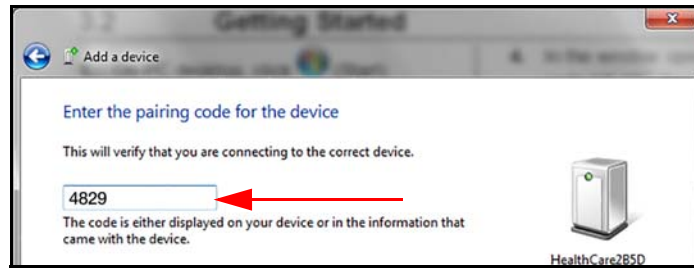 3.2 Getting Started
Add a device
Enter the pairing code for the device
This will verify that you are connecting to the correct device.
4829
The code is either displayed on your device or in the information that
came with the device.
HealthCare2B5D